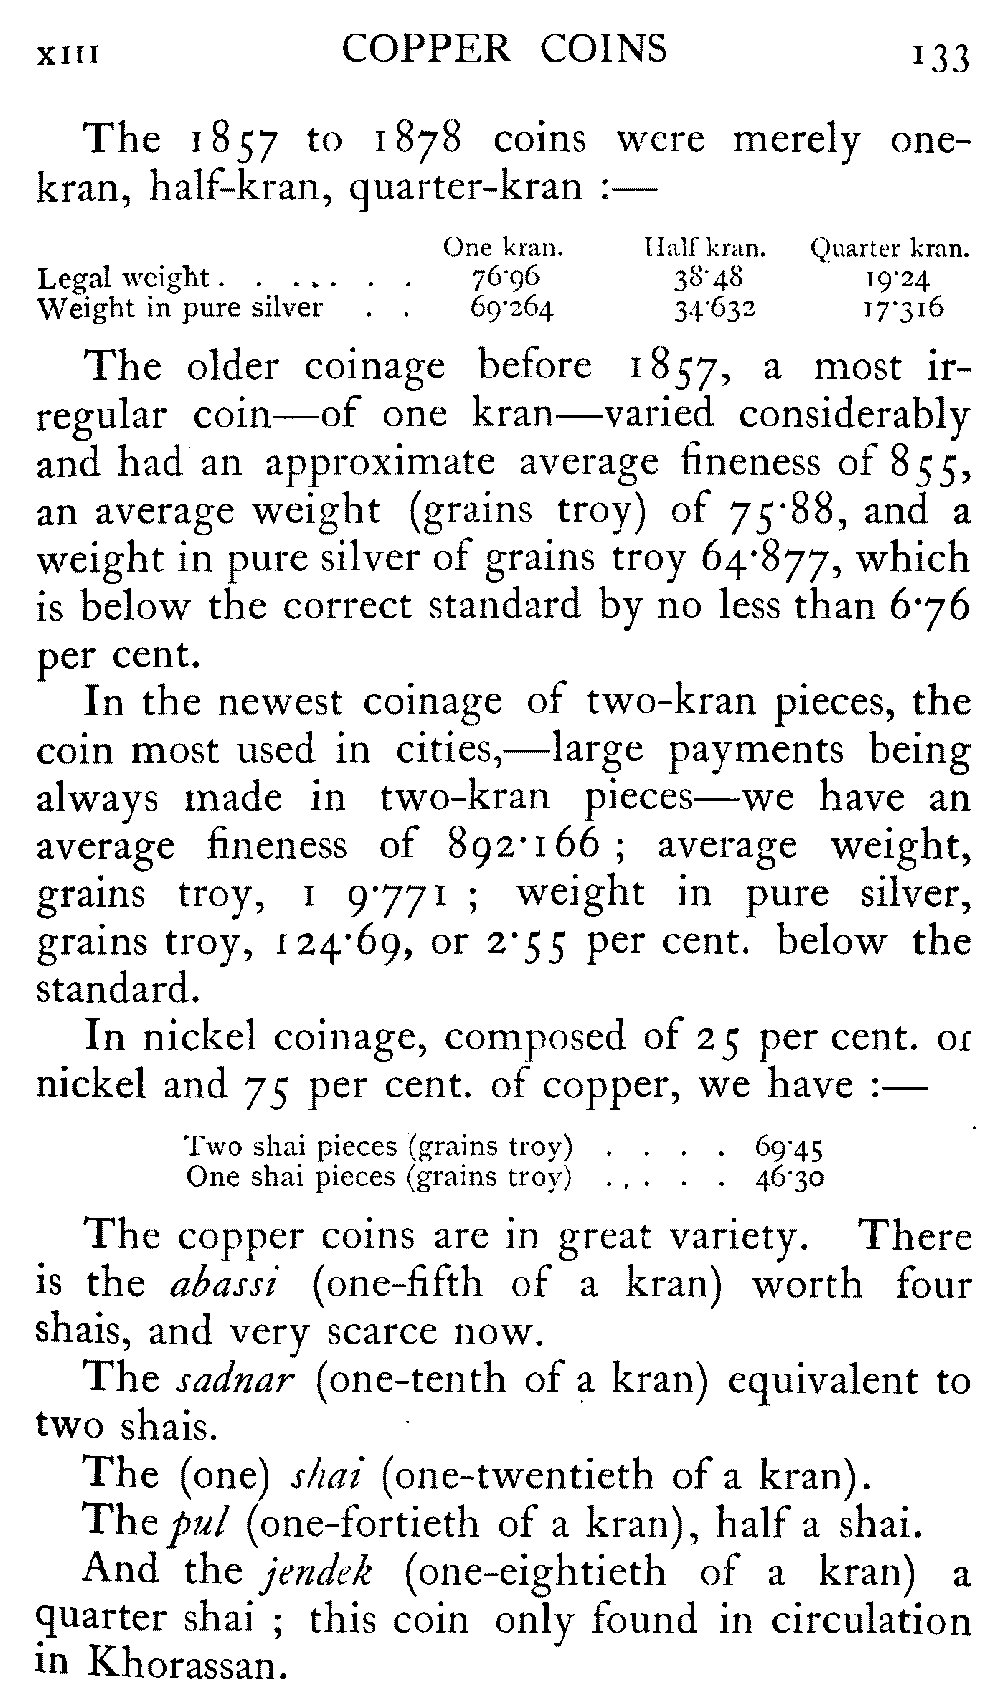 XIII COPPER COINS 133
The 1857 to 1878 coins were merely one-
kran, half-kran, quarter-kran :—
One kran. Half kran. Quarter kran.
Legal weight . . . . . . . 76·96 38·48 19·24
Weight in pure silver . . 69·264 34·632 17·316
The older coinage before 1857, a most ir-
regular coin—of one kran—varied considerably
and had an approximate average fineness of 855,
an average weight (grains troy) of 75·88, and a
weight in pure silver of grains troy 64·877, which
is below the correct standard by no less than 6·76
per cent.
In the newest coinage of two-kran pieces, the
coin most used in cities,—large payments being
always made in two-kran pieces—we have an
average fineness of 892·166 ; average weight,
grains troy, 1 9·771 ; weight in pure silver,
grains troy, 124·69, or 2·55 per cent. below the
standard.
In nickel coinage, composed of 25 per cent. of
nickel and 75 per cent. of copper, we have :—
Two shai pieces (grains troy) . . . . 69·45
One shai pieces (grains troy) . . . . . 46·30
The copper coins are in great variety. There
is the abassi (one-fifth of a kran) worth four
shais, and very scarce now.
The sadnar (one-tenth of a kran) equivalent to
two shais.
The (one) shai (one-twentieth of a kran).
The pul (one-fortieth of a kran), half a shai.
And the jendek (one-eightieth of a kran) a
quarter shai ; this coin only found in circulation
in Khorassan.